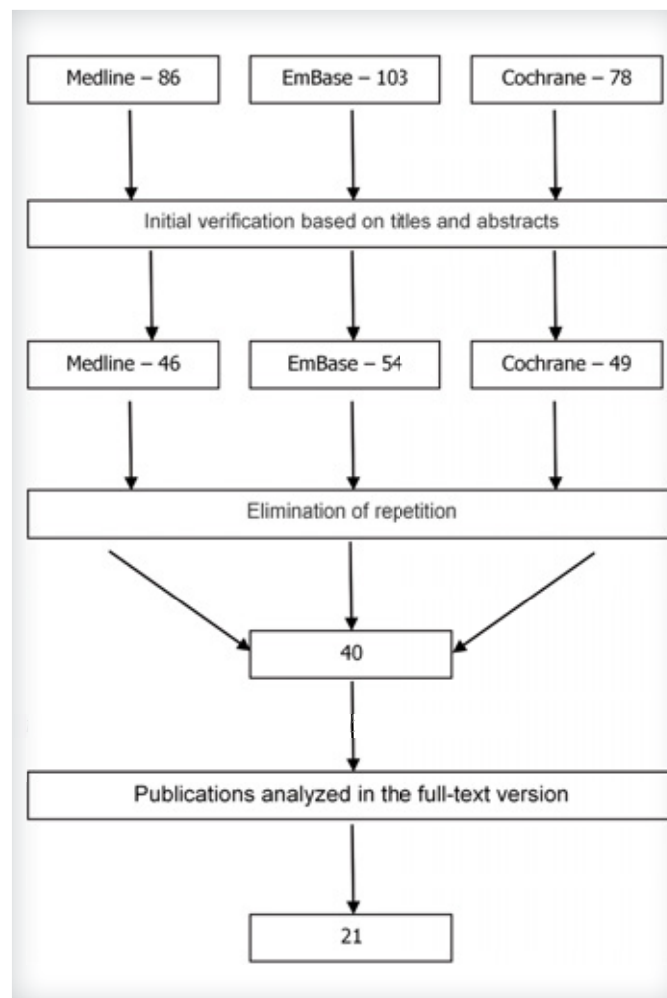 Medline – 86
EmBase – 103
Cochrane – 78
Initial verification based on titles and abstracts
Medline – 46
EmBase – 54
Cochrane – 49
Elimination of repetition
40
Publications analyzed in the full-text version
21